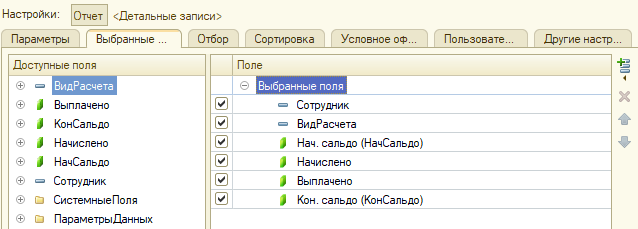 Настройки: Отчет <Детальные записи>
Параметры Выбранные ... Отбор Сортировка Условное оф... Пользовате... Другие настр...
Доступные поля
ВидРасчета
Выплачено
КонСальдо
Начислено
НачСальдо
Сотрудник
СистемныеПоля
ПараметрыДанных
Поле
Выбранные поля
Сотрудник
ВидРасчета
Нач. сальдо (НачСальдо)
Начислено
Выплачено
Кон. сальдо (КонСальдо)